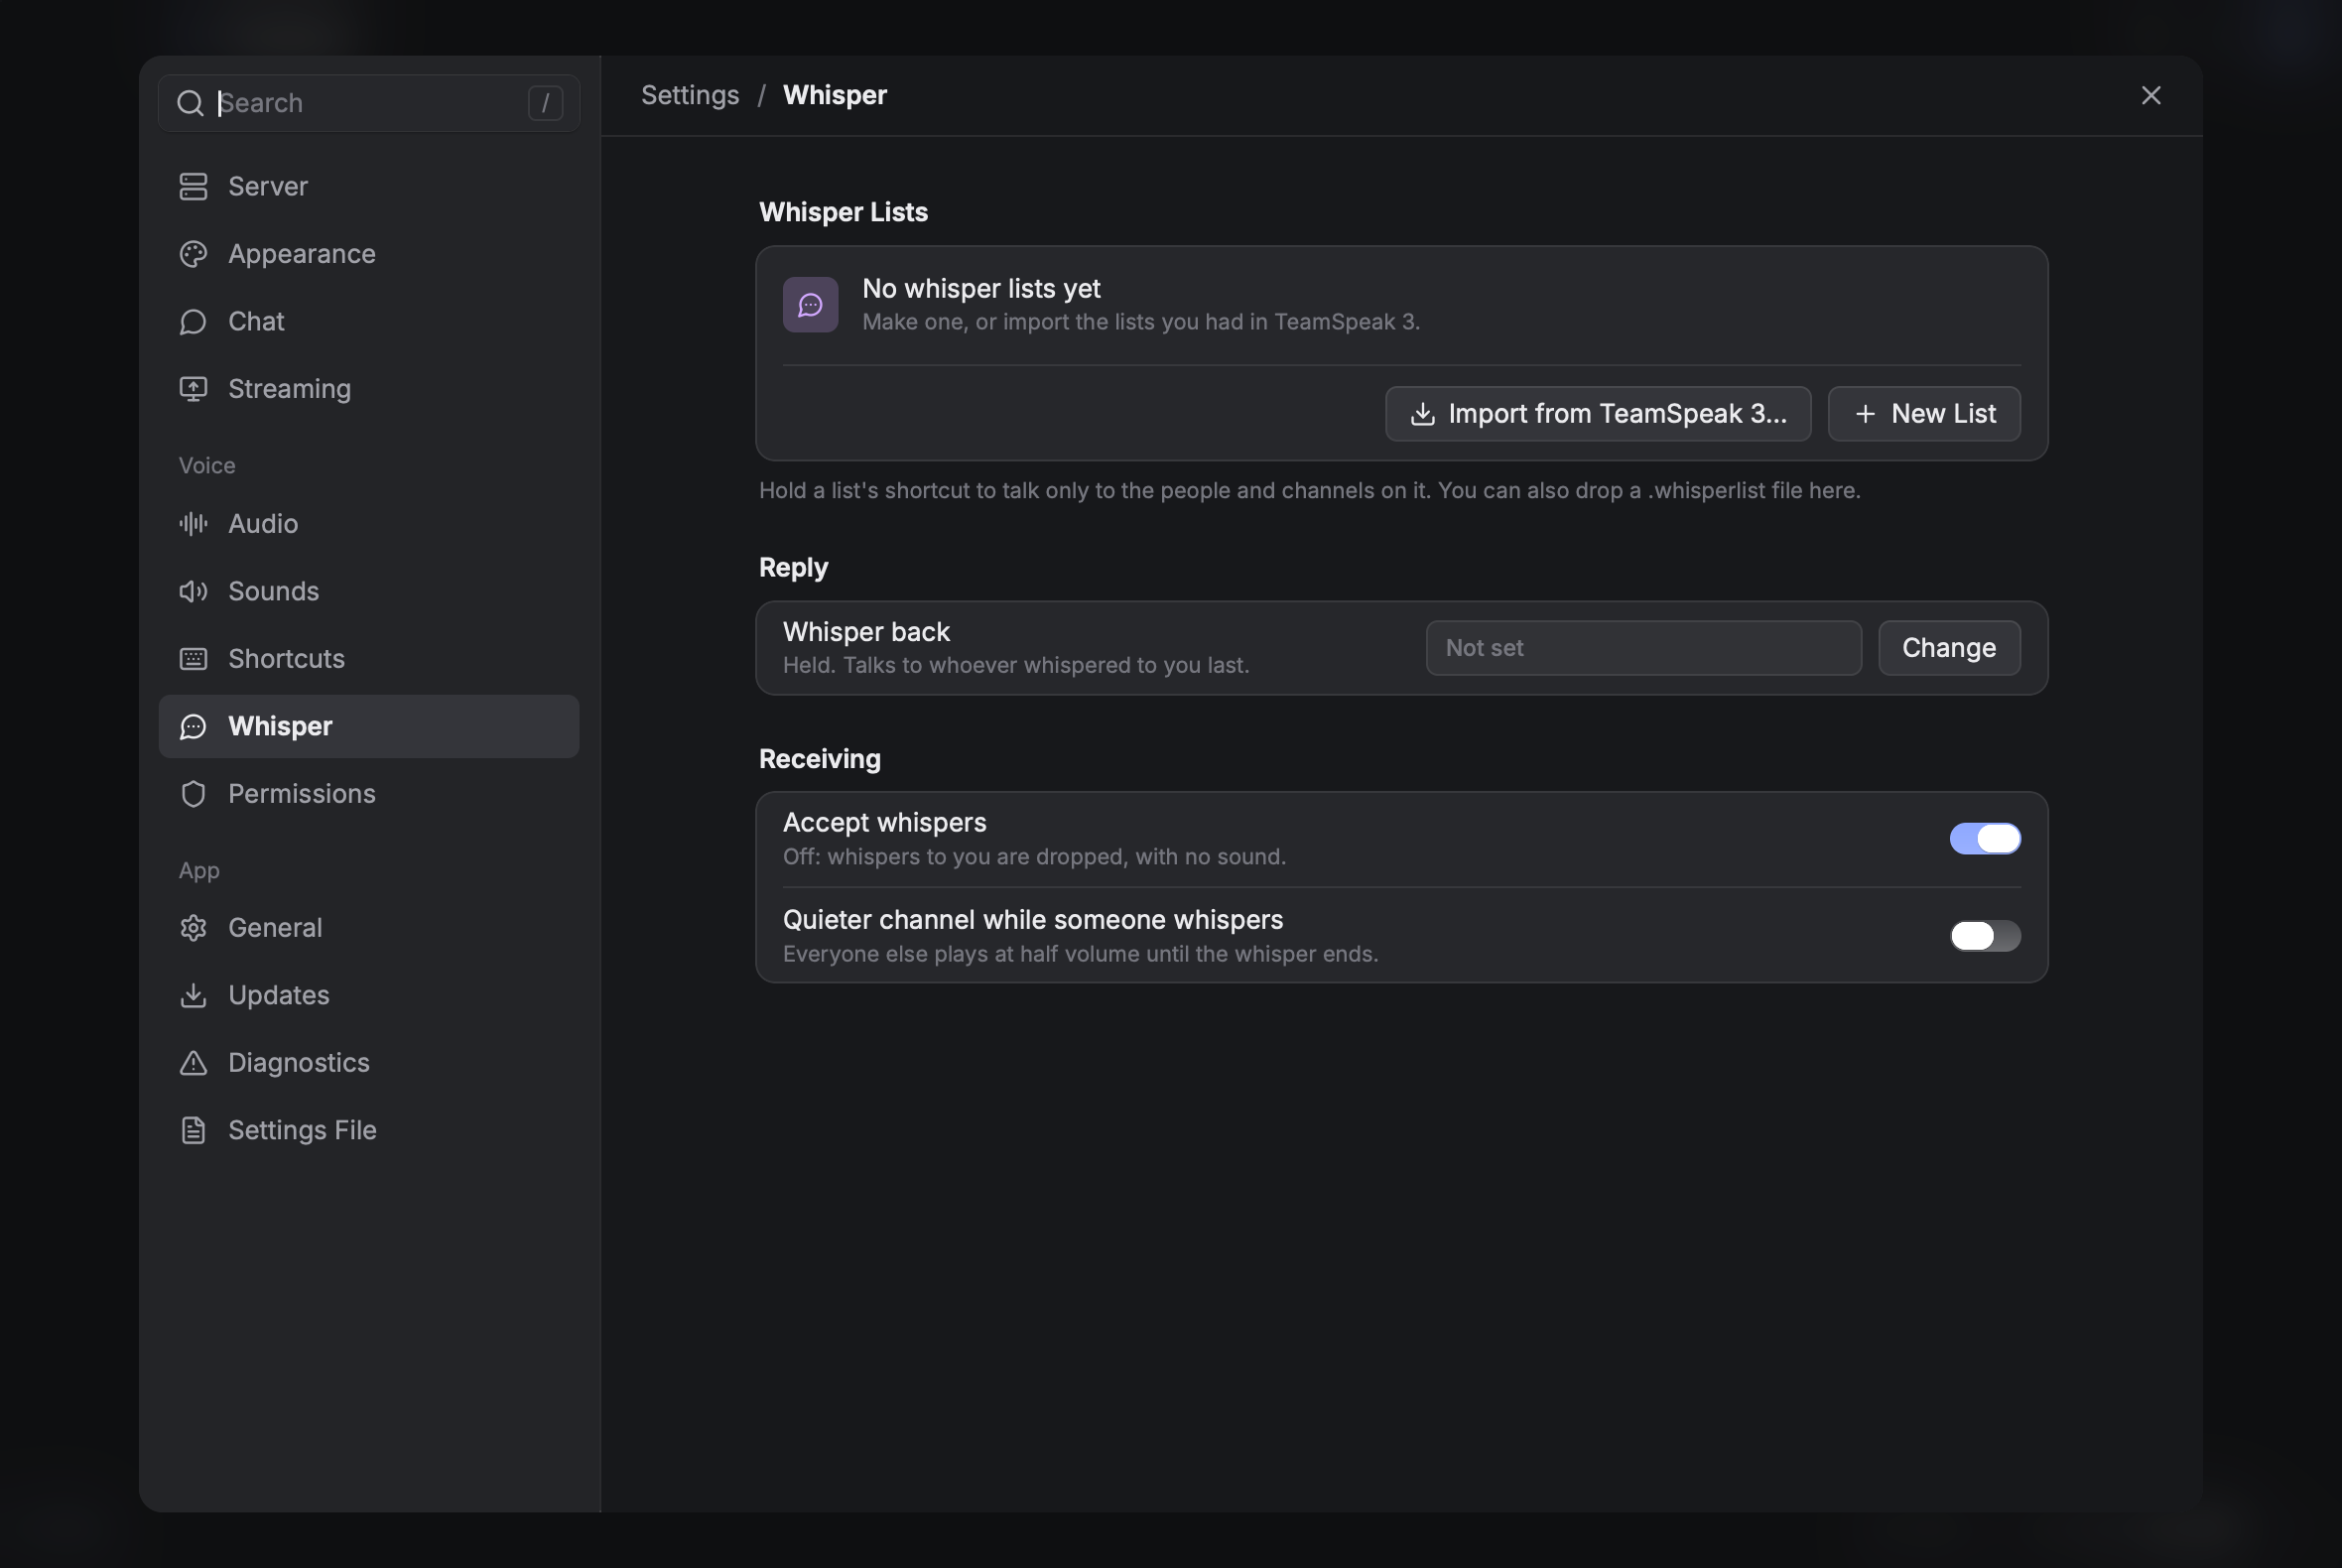 Search /
Server
Appearance
Chat
Streaming
Voice
Audio
Sounds
Shortcuts
Whisper
Permissions
App
General
Updates
Diagnostics
Settings File
Settings / Whisper
Whisper Lists
No whisper lists yet
Make one, or import the lists you had in TeamSpeak 3.
Import from TeamSpeak 3...
New List
Hold a list's shortcut to talk only to the people and channels on it. You can also drop a .whisperlist file here.
Reply
Whisper back
Held. Talks to whoever whispered to you last.
Not set
Change
Receiving
Accept whispers
Off: whispers to you are dropped, with no sound.
Quieter channel while someone whispers
Everyone else plays at half volume until the whisper ends.